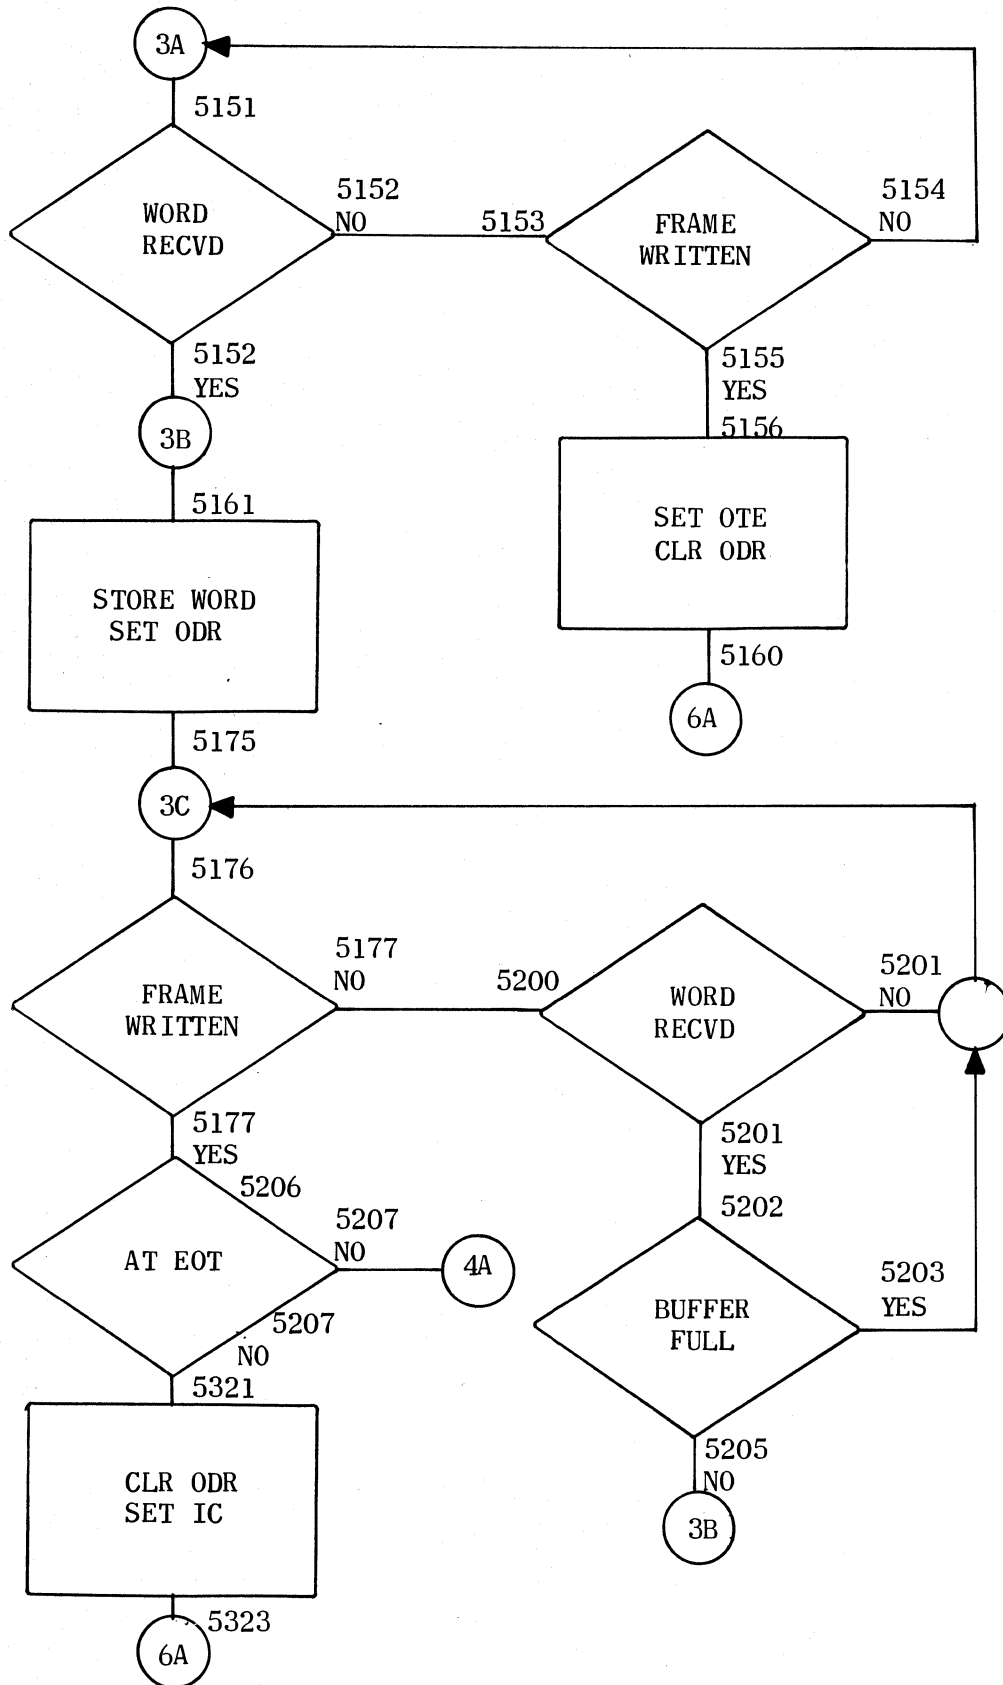 3A
5151
WORD
RECVD
5152
NO
5153
FRAME
WRITTEN
5154
NO
5152
YES
5155
YES
3B
5156
5161
SET OTE
CLR ODR
STORE WORD
SET ODR
5160
6A
5175
3C
5176
FRAME
WRITTEN
5177
NO
5200
WORD
RECVD
5201
NO
5177
YES
5201
YES
5206
5202
AT EOT
5207
NO
4A
BUFFER
FULL
5203
YES
5207
NO
5321
5205
NO
CLR ODR
SET IC
3B
5323
6A